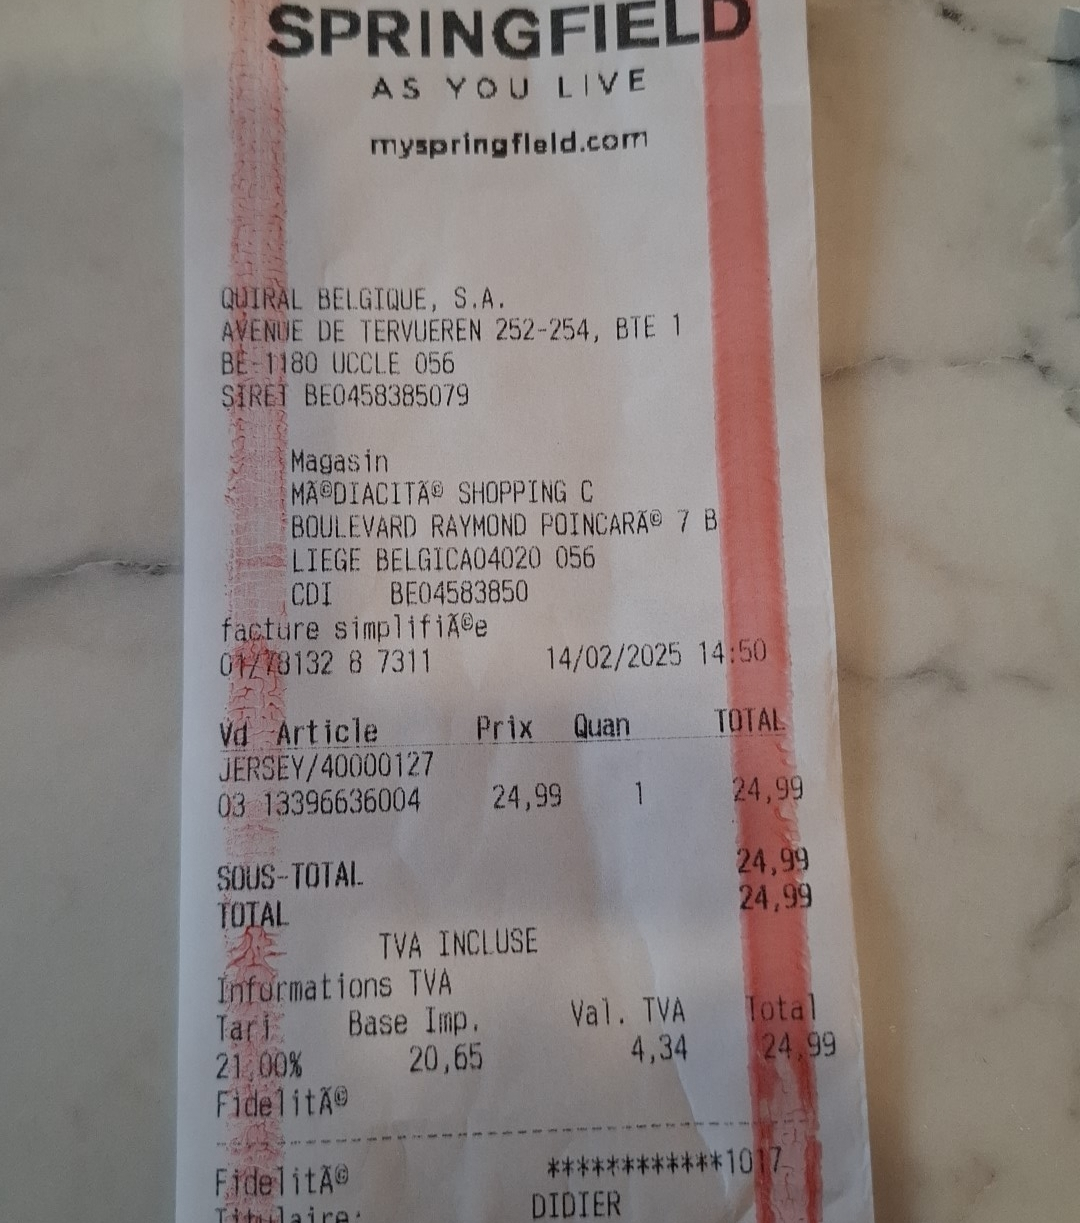 SPRINGFIELD
AS YOU LIVE
myspringfield.com
QUIRAL BELGIQUE, S.A.
AVENUE DE TERVUEREN 252-254, BTE 1
BE-1180 UCCLE 056
SIRET BE0458385079
Magasin
MÃ©DIACITÃ© SHOPPING C
BOULEVARD RAYMOND POINCARÃ© 7 B
LIEGE BELGICA04020 056
CDI BE04583850
facture simplifiÃ©e
01/78132 8 7311 14/02/2025 14:50
Vd Article Prix Quan TOTAL
JERSEY/40000127
03 13396636004 24,99 1 24,99
SOUS-TOTAL 24,99
TOTAL 24,99
TVA INCLUSE
Informations TVA
Tari Base Imp. Val. TVA Total
21,00% 20,65 4,34 24,99
FidelitÃ©
FidelitÃ© ************1017
Titulaire: DIDIER